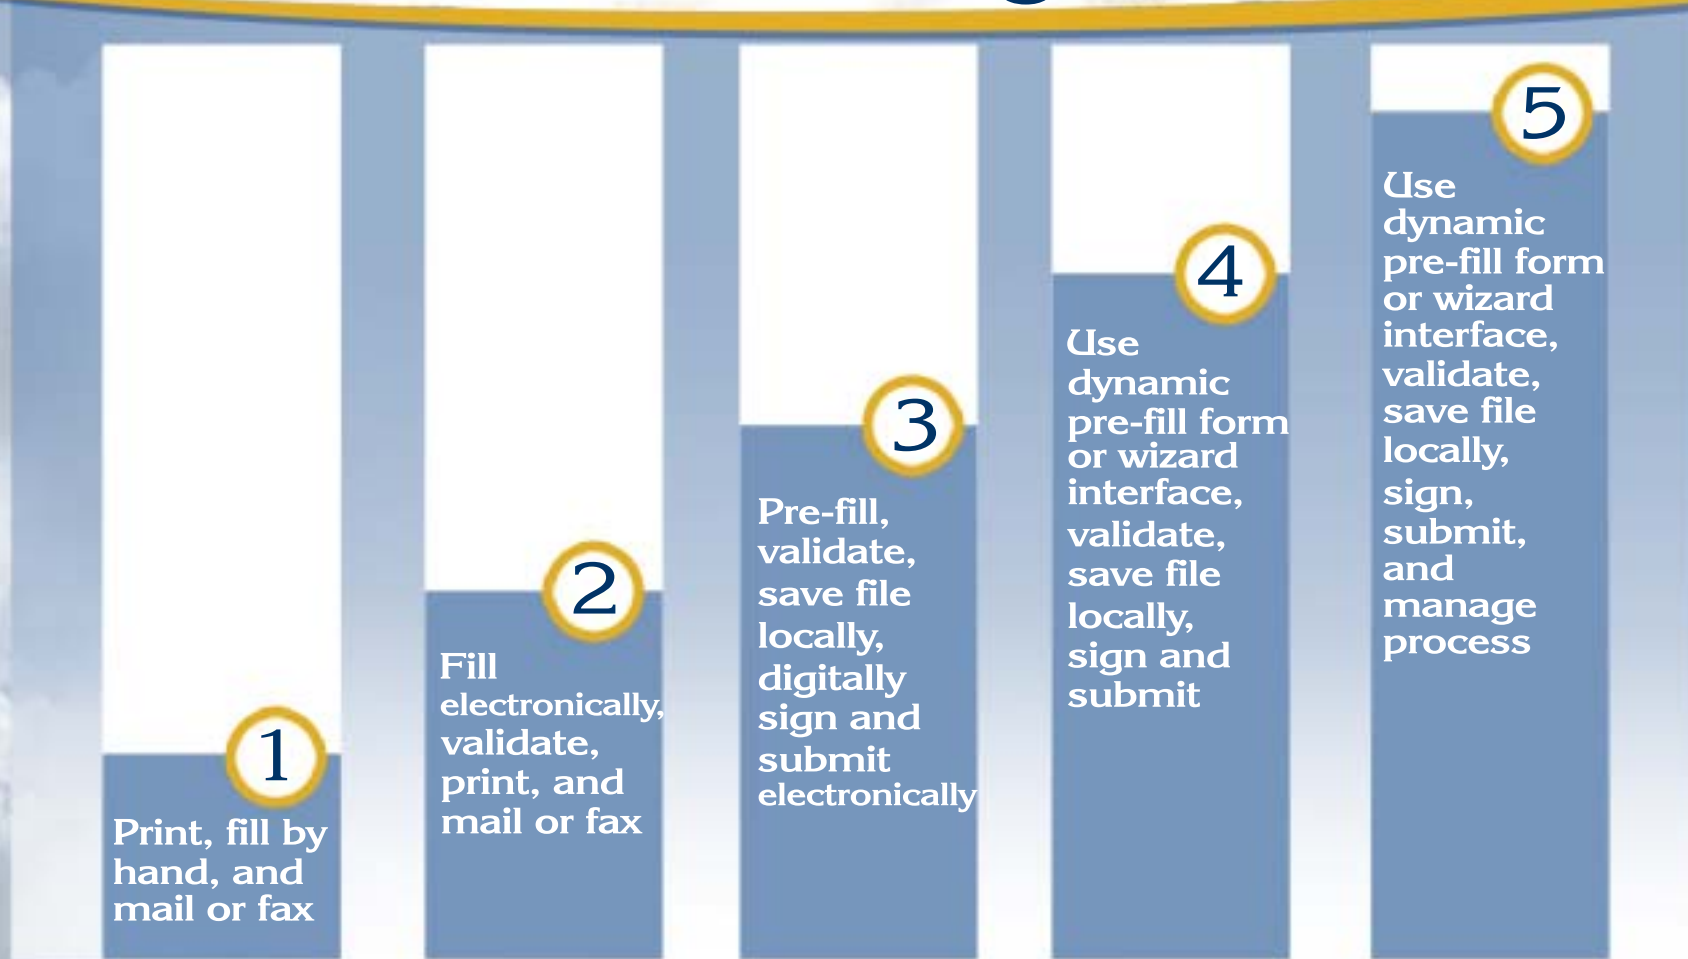 1
Print, fill by
hand, and
mail or fax
2
Fill
electronically,
validate,
print, and
mail or fax
3
Pre-fill,
validate,
save file
locally,
digitally
sign and
submit
electronically
4
Use
dynamic
pre-fill form
or wizard
interface,
validate,
save file
locally,
sign and
submit
5
Use
dynamic
pre-fill form
or wizard
interface,
validate,
save file
locally,
sign,
submit,
and
manage
process